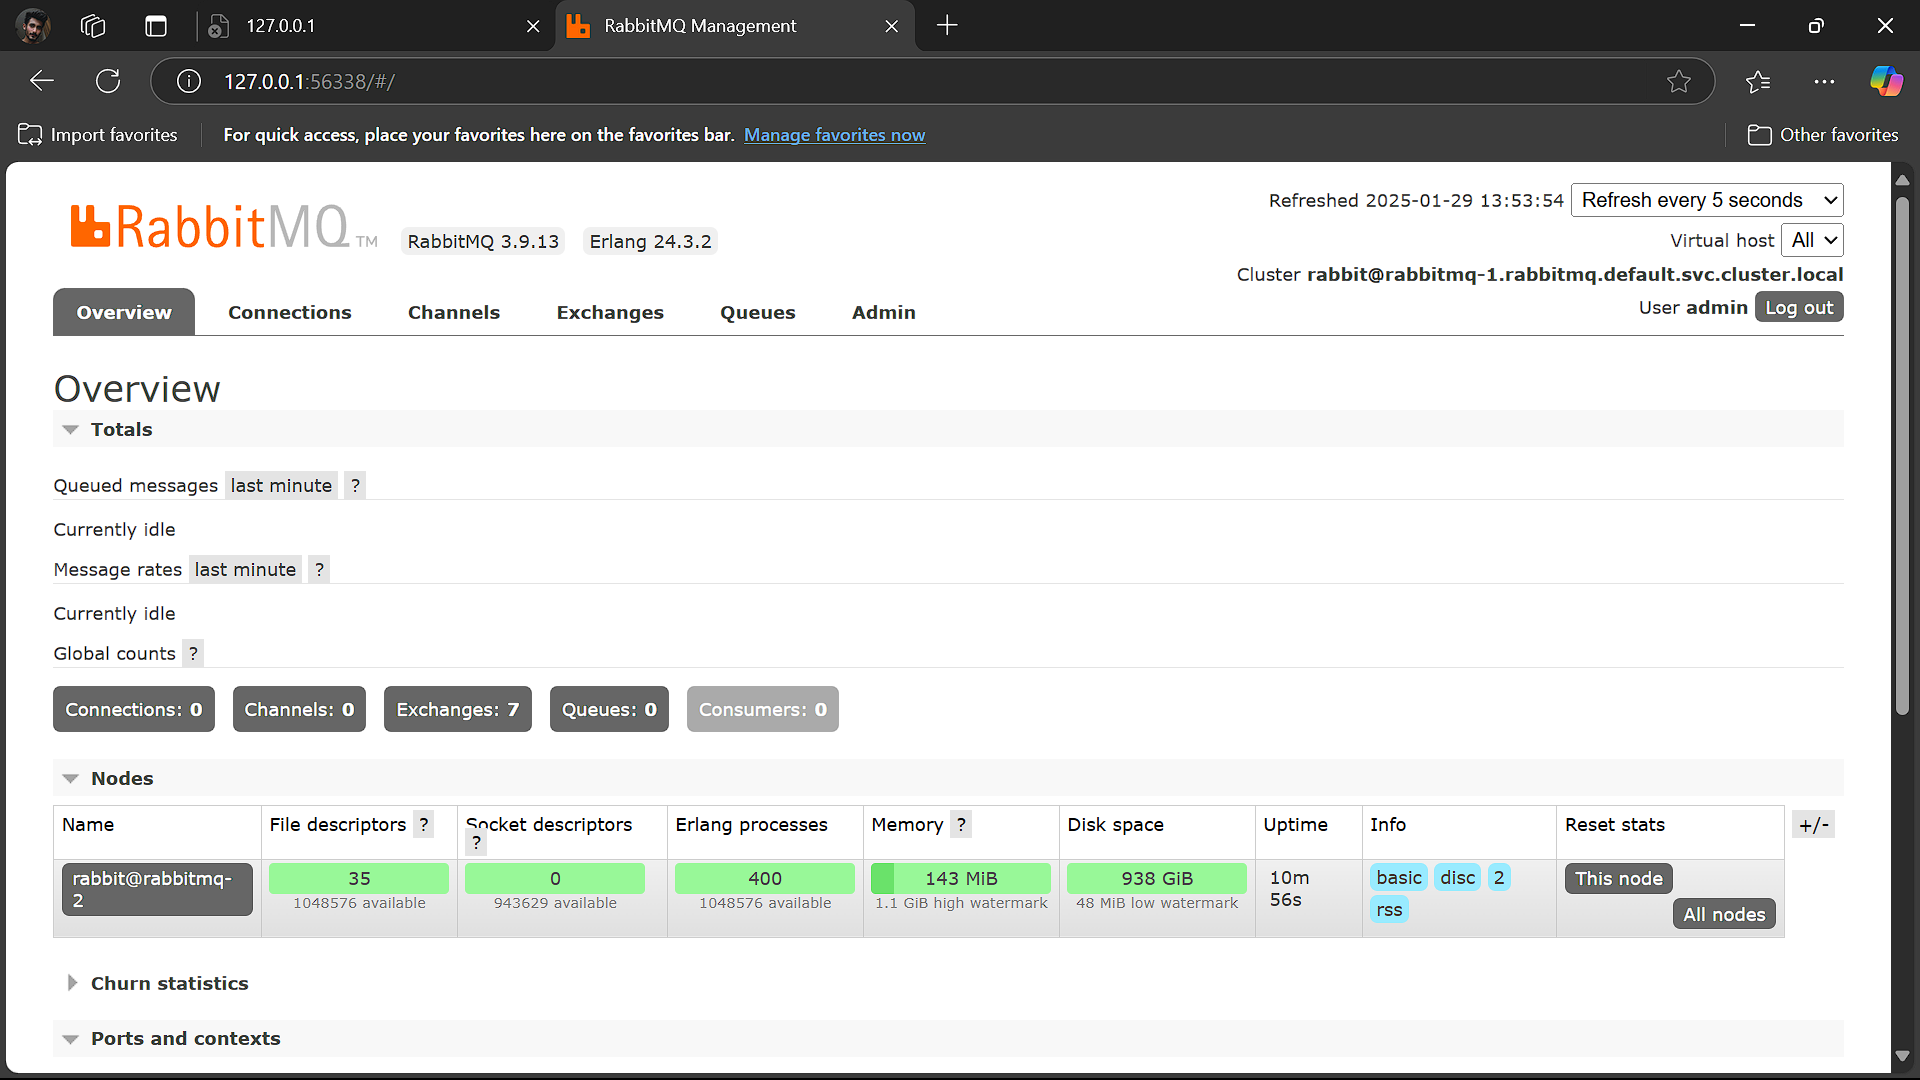 127.0.0.1
RabbitMQ Management
127.0.0.1:56338/#/
Import favorites
For quick access, place your favorites here on the favorites bar. Manage favorites now
Other favorites
RabbitMQ TM
RabbitMQ 3.9.13
Erlang 24.3.2
Refreshed 2025-01-29 13:53:54
Refresh every 5 seconds
Virtual host All
Cluster rabbit@rabbitmq-1.rabbitmq.default.svc.cluster.local
User admin Log out
Overview Connections Channels Exchanges Queues Admin
Overview
Totals
Queued messages last minute ?
Currently idle
Message rates last minute ?
Currently idle
Global counts ?
Connections: 0 Channels: 0 Exchanges: 7 Queues: 0 Consumers: 0
Nodes
Name File descriptors ? Socket descriptors ? Erlang processes Memory ? Disk space Uptime Info Reset stats +/-
rabbit@rabbitmq-2
35
1048576 available
0
943629 available
400
1048576 available
143 MiB
1.1 GiB high watermark
938 GiB
48 MiB low watermark
10m 56s
basic disc 2 rss
This node
All nodes
Churn statistics
Ports and contexts